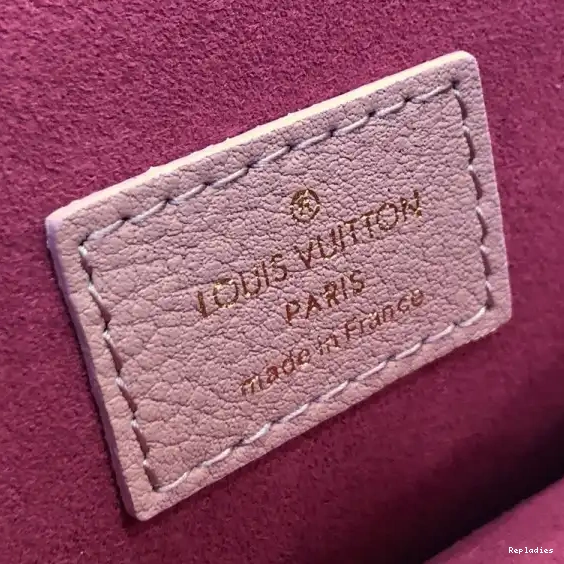 LOUIS VUITTON
PARIS
made in France
Repladies